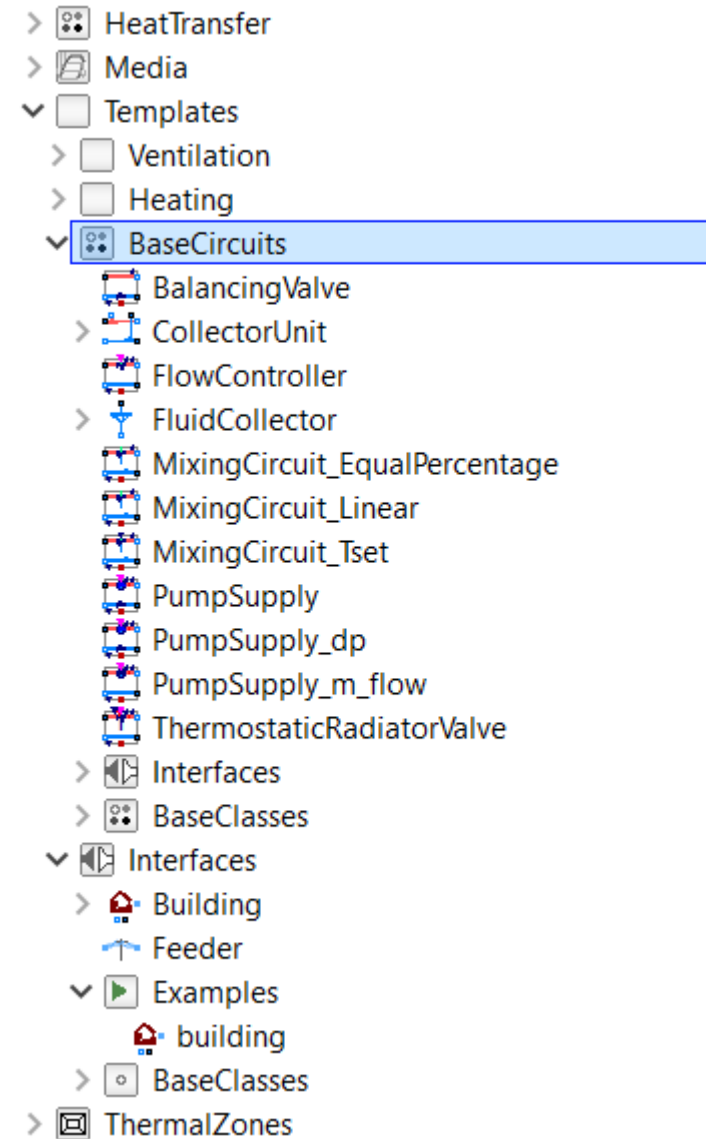 HeatTransfer
Media
Templates
Ventilation
Heating
BaseCircuits
BalancingValve
CollectorUnit
FlowController
FluidCollector
MixingCircuit_EqualPercentage
MixingCircuit_Linear
MixingCircuit_Tset
PumpSupply
PumpSupply_dp
PumpSupply_m_flow
ThermostaticRadiatorValve
Interfaces
BaseClasses
Interfaces
Building
Feeder
Examples
building
BaseClasses
ThermalZones